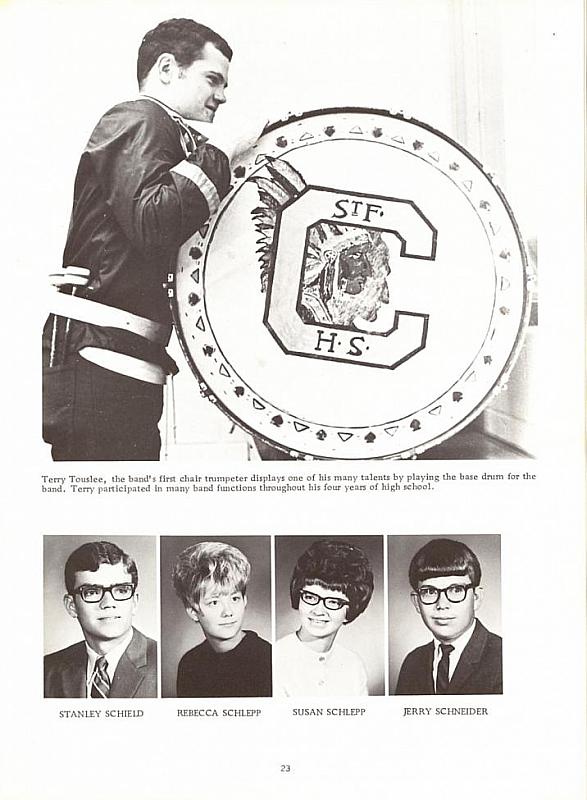 ST.F.
C
H.S.
Terry Touslee, the band's first chair trumpeter displays one of his many talents by playing the base drum for the
band. Terry participated in many band functions throughout his four years of high school.
STANLEY SCHIELD REBECCA SCHLEPP SUSAN SCHLEPP JERRY SCHNEIDER
23